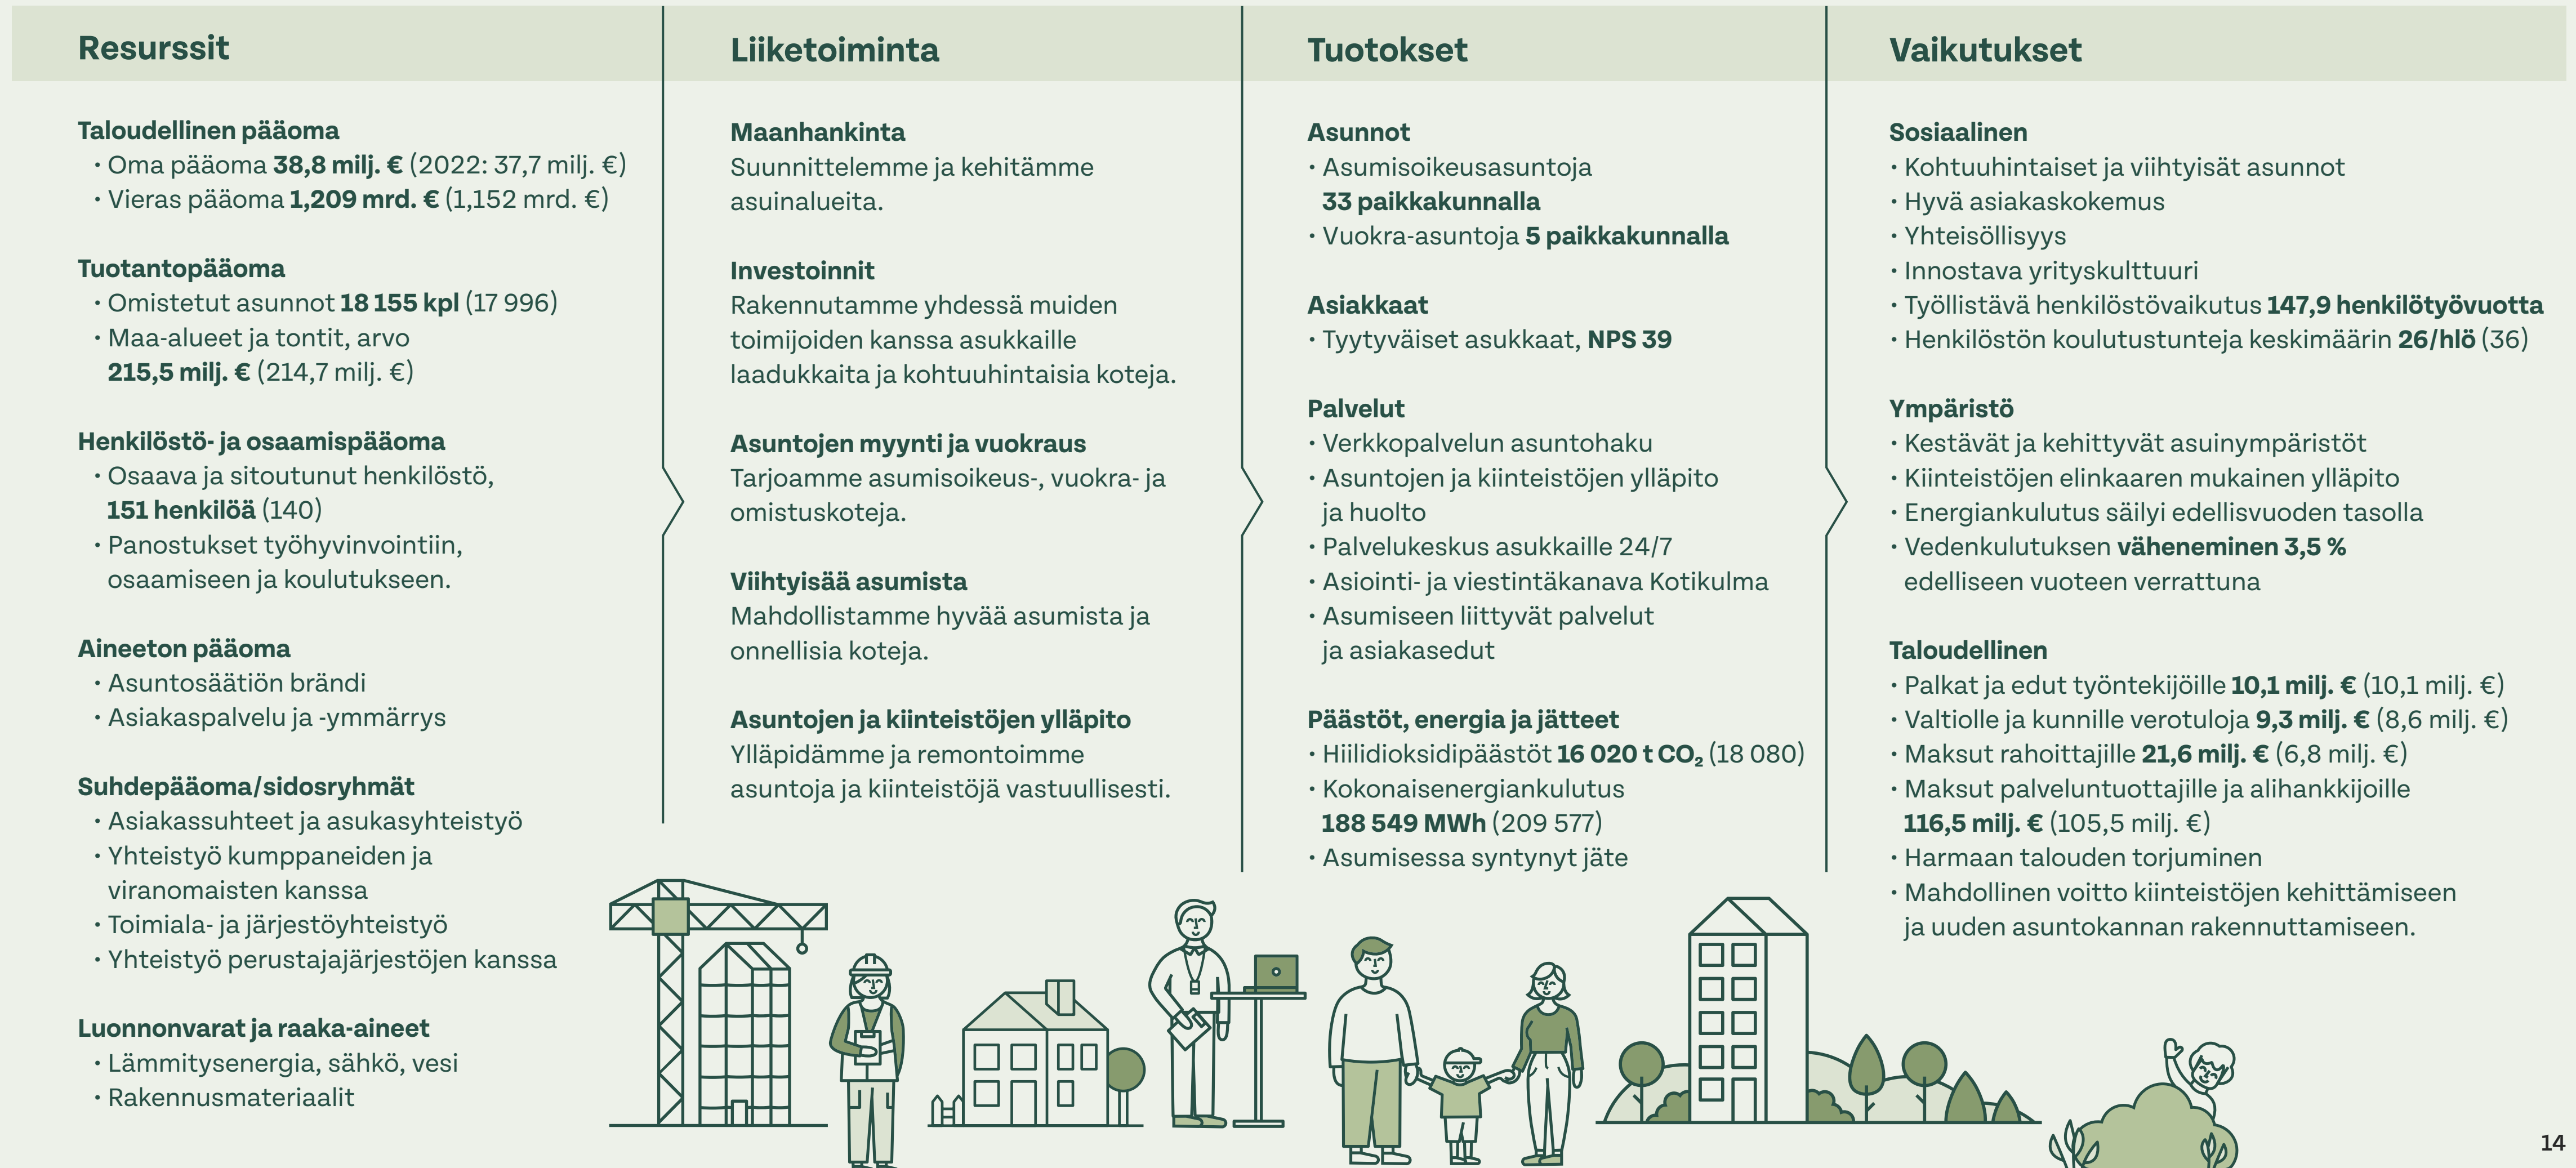 Resurssit
Taloudellinen pääoma
• Oma pääoma 38,8 milj. € (2022: 37,7 milj. €)
• Vieras pääoma 1,209 mrd. € (1,152 mrd. €)
Tuotantopääoma
• Omistetut asunnot 18 155 kpl (17 996)
• Maa-alueet ja tontit, arvo
215,5 milj. € (214,7 milj. €)
Henkilöstö- ja osaamispääoma
• Osaava ja sitoutunut henkilöstö,
151 henkilöä (140)
• Panostukset työhyvinvointiin,
osaamiseen ja koulutukseen.
Aineeton pääoma
• Asuntosäätiön brändi
• Asiakaspalvelu ja -ymmärrys
Suhdepääoma/sidosryhmät
• Asiakassuhteet ja asukasyhteistyö
• Yhteistyö kumppaneiden ja
viranomaisten kanssa
• Toimiala- ja järjestöyhteistyö
• Yhteistyö perustajajärjestöjen kanssa
Luonnonvarat ja raaka-aineet
• Lämmitysenergia, sähkö, vesi
• Rakennusmateriaalit
Liiketoiminta
Maanhankinta
Suunnittelemme ja kehitämme
asuinalueita.
Investoinnit
Rakennutamme yhdessä muiden
toimijoiden kanssa asukkaille
laadukkaita ja kohtuuhintaisia koteja.
Asuntojen myynti ja vuokraus
Tarjoamme asumisoikeus-, vuokra- ja
omistuskoteja.
Viihtyisää asumista
Mahdollistamme hyvää asumista ja
onnellisia koteja.
Asuntojen ja kiinteistöjen ylläpito
Ylläpidämme ja remontoimme
asuntoja ja kiinteistöjä vastuullisesti.
Tuotokset
Asunnot
• Asumisoikeusasuntoja
33 paikkakunnalla
• Vuokra-asuntoja 5 paikkakunnalla
Asiakkaat
• Tyytyväiset asukkaat, NPS 39
Palvelut
• Verkkopalvelun asuntohaku
• Asuntojen ja kiinteistöjen ylläpito
ja huolto
• Palvelukeskus asukkaille 24/7
• Asiointi- ja viestintäkanava Kotikulma
• Asumiseen liittyvät palvelut
ja asiakasedut
Päästöt, energia ja jätteet
• Hiilidioksidipäästöt 16 020 t CO₂ (18 080)
• Kokonaisenergiankulutus
188 549 MWh (209 577)
• Asumisessa syntynyt jäte
Vaikutukset
Sosiaalinen
• Kohtuuhintaiset ja viihtyisät asunnot
• Hyvä asiakaskokemus
• Yhteisöllisyys
• Innostava yrityskulttuuri
• Työllistävä henkilöstövaikutus 147,9 henkilötyövuotta
• Henkilöstön koulutustunteja keskimäärin 26/hlö (36)
Ympäristö
• Kestävät ja kehittyvät asuinympäristöt
• Kiinteistöjen elinkaaren mukainen ylläpito
• Energiankulutus säilyi edellisvuoden tasolla
• Vedenkulutuksen väheneminen 3,5 %
edelliseen vuoteen verrattuna
Taloudellinen
• Palkat ja edut työntekijöille 10,1 milj. € (10,1 milj. €)
• Valtiolle ja kunnille verotuloja 9,3 milj. € (8,6 milj. €)
• Maksut rahoittajille 21,6 milj. € (6,8 milj. €)
• Maksut palveluntuottajille ja alihankkijoille
116,5 milj. € (105,5 milj. €)
• Harmaan talouden torjuminen
• Mahdollinen voitto kiinteistöjen kehittämiseen
ja uuden asuntokannan rakennuttamiseen.
14